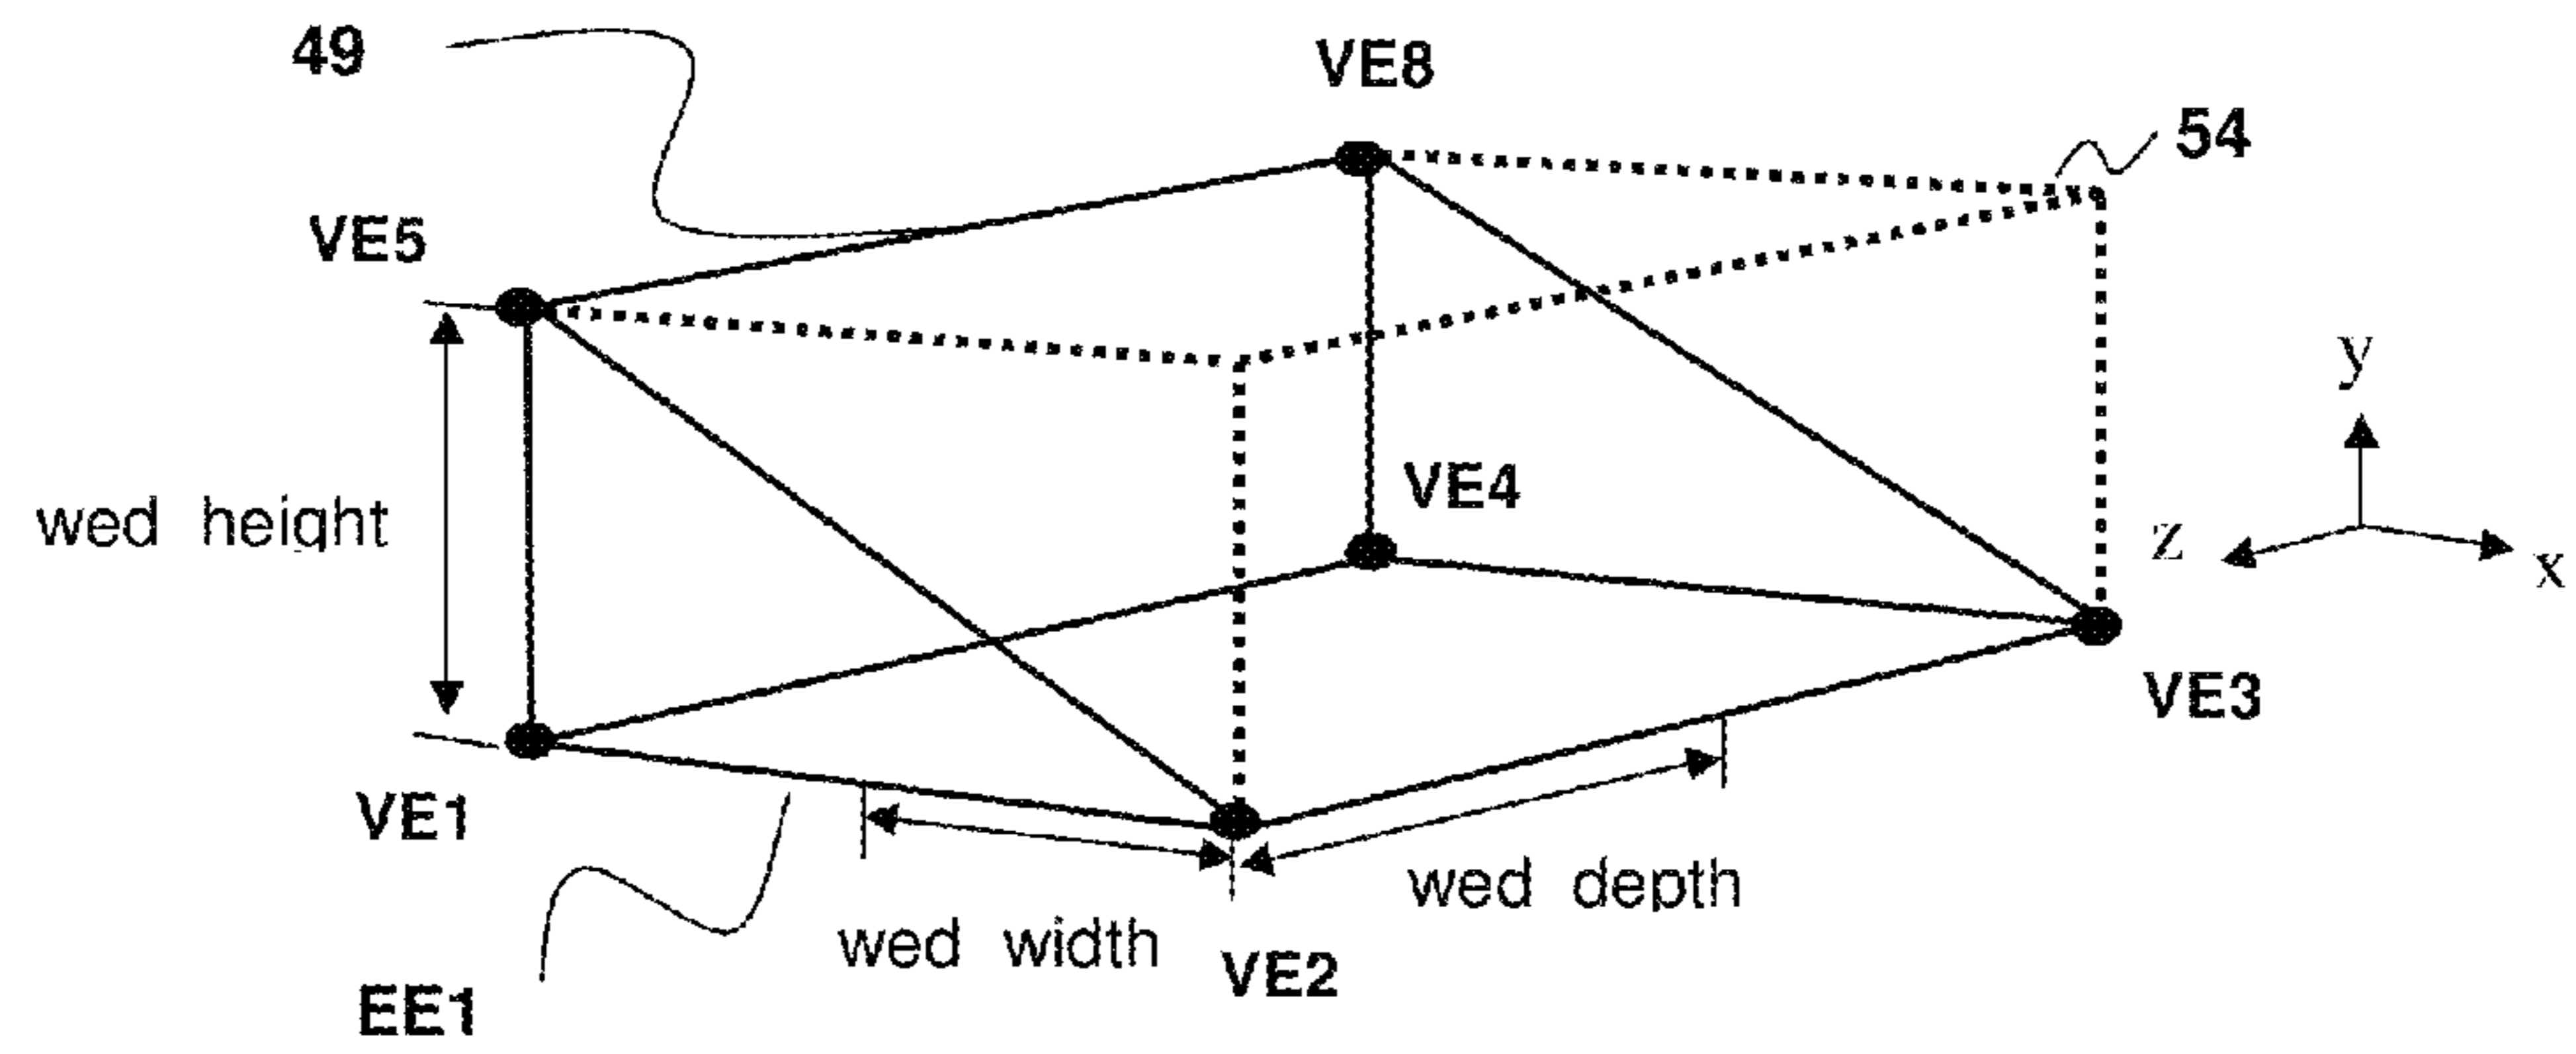 49
VE8
54
VE5
y
VE4
wed height
z
x
VE3
VE1
wed depth
wed width
VE2
EE1